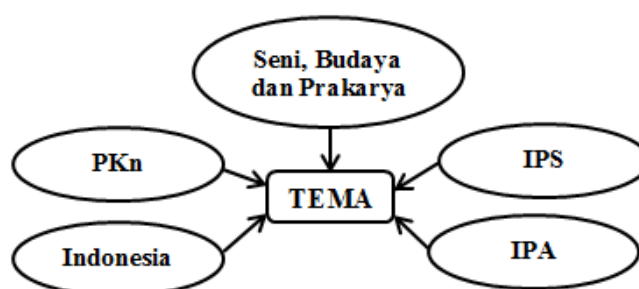 Seni, Budaya
dan Prakarya
PKn
IPS
TEMA
Indonesia
IPA